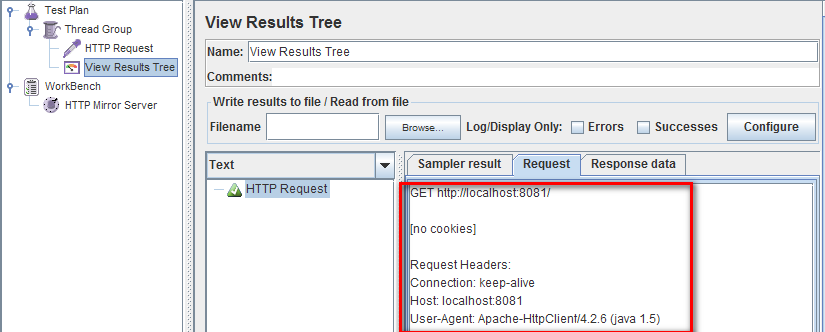 Test Plan
Thread Group
HTTP Request
View Results Tree
WorkBench
HTTP Mirror Server
View Results Tree
Name: View Results Tree
Comments:
Write results to file / Read from file
Filename Browse... Log/Display Only: Errors Successes Configure
Text
HTTP Request
Sampler result Request Response data
GET http://localhost:8081/
[no cookies]
Request Headers:
Connection: keep-alive
Host: localhost:8081
User-Agent: Apache-HttpClient/4.2.6 (java 1.5)